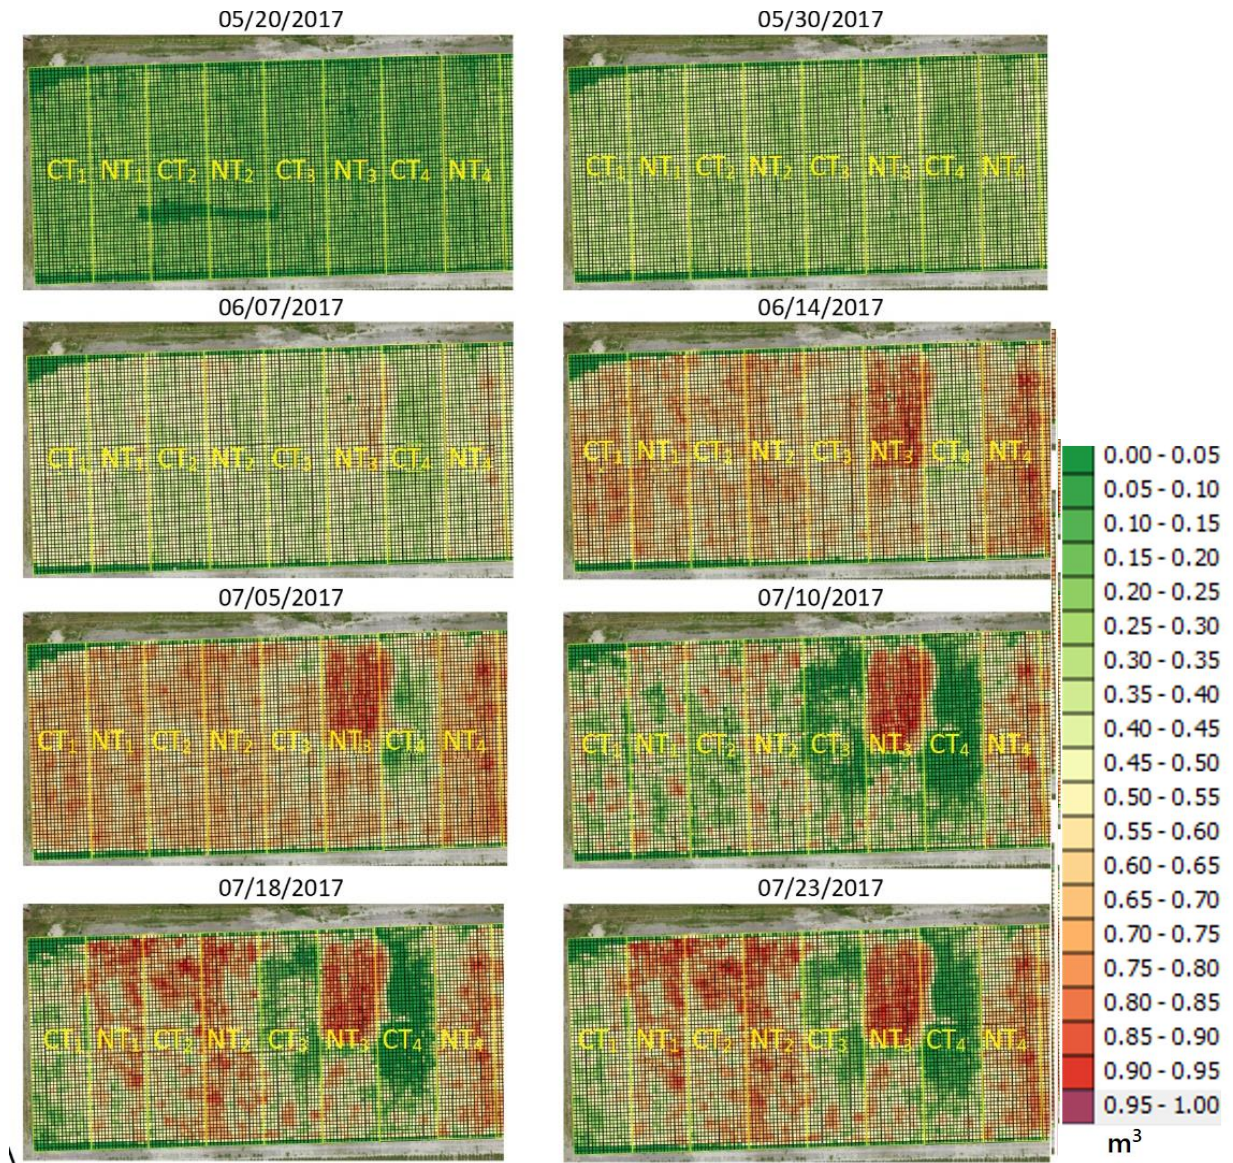 05/20/2017 05/30/2017
CT₁ NT₁ CT₂ NT₂ CT₃ NT₃ CT₄ NT₄
CT₁ NT₁ CT₂ NT₂ CT₃ NT₃ CT₄ NT₄
06/07/2017 06/14/2017
CT₁ NT₁ CT₂ NT₂ CT₃ NT₃ CT₄ NT₄
CT₁ NT₁ CT₂ NT₂ CT₃ NT₃ CT₄ NT₄
07/05/2017 07/10/2017
CT₁ NT₁ CT₂ NT₂ CT₃ NT₃ CT₄ NT₄
CT₁ NT₁ CT₂ NT₂ CT₃ NT₃ CT₄ NT₄
07/18/2017 07/23/2017
CT₁ NT₁ CT₂ NT₂ CT₃ NT₃ CT₄ NT₄
CT₁ NT₁ CT₂ NT₂ CT₃ NT₃ CT₄ NT₄
0.00 - 0.05
0.05 - 0.10
0.10 - 0.15
0.15 - 0.20
0.20 - 0.25
0.25 - 0.30
0.30 - 0.35
0.35 - 0.40
0.40 - 0.45
0.45 - 0.50
0.50 - 0.55
0.55 - 0.60
0.60 - 0.65
0.65 - 0.70
0.70 - 0.75
0.75 - 0.80
0.80 - 0.85
0.85 - 0.90
0.90 - 0.95
0.95 - 1.00
m³